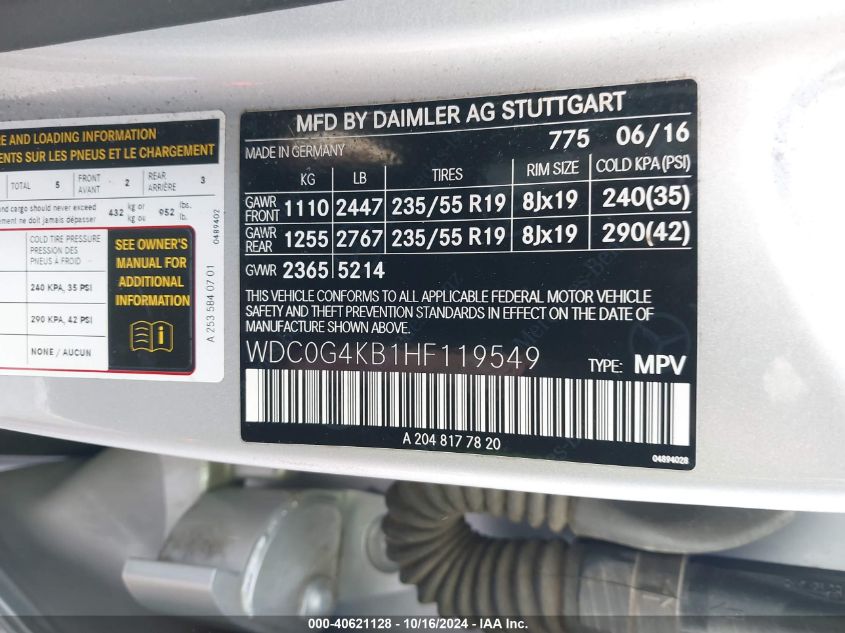 RE AND LOADING INFORMATION
ENTS SUR LES PNEUS ET LE CHARGEMENT
TOTAL 5 FRONT AVANT 2 REAR ARRIÈRE 3
and cargo should never exceed 432 kg or 952 lbs.
ement ne doit jamais dépasser kg ou lb.
COLD TIRE PRESSURE
PRESSION DES
PNEUS À FROID
240 KPA, 35 PSI
290 KPA, 42 PSI
NONE / AUCUN
SEE OWNER'S
MANUAL FOR
ADDITIONAL
INFORMATION
0489402
A 253 584 07 01
MFD BY DAIMLER AG STUTTGART
MADE IN GERMANY 775 06/16
KG LB TIRES RIM SIZE COLD KPA(PSI)
GAWR FRONT 1110 2447 235/55 R19 8Jx19 240(35)
GAWR REAR 1255 2767 235/55 R19 8Jx19 290(42)
GVWR 2365 5214
THIS VEHICLE CONFORMS TO ALL APPLICABLE FEDERAL MOTOR VEHICLE
SAFETY AND THEFT PREVENTION STANDARDS IN EFFECT ON THE
DATE OF MANUFACTURE SHOWN ABOVE.
WDC0G4KB1HF119549 TYPE: MPV
A 204 817 78 20
04894028
000-40621128 - 10/16/2024 - IAA Inc.